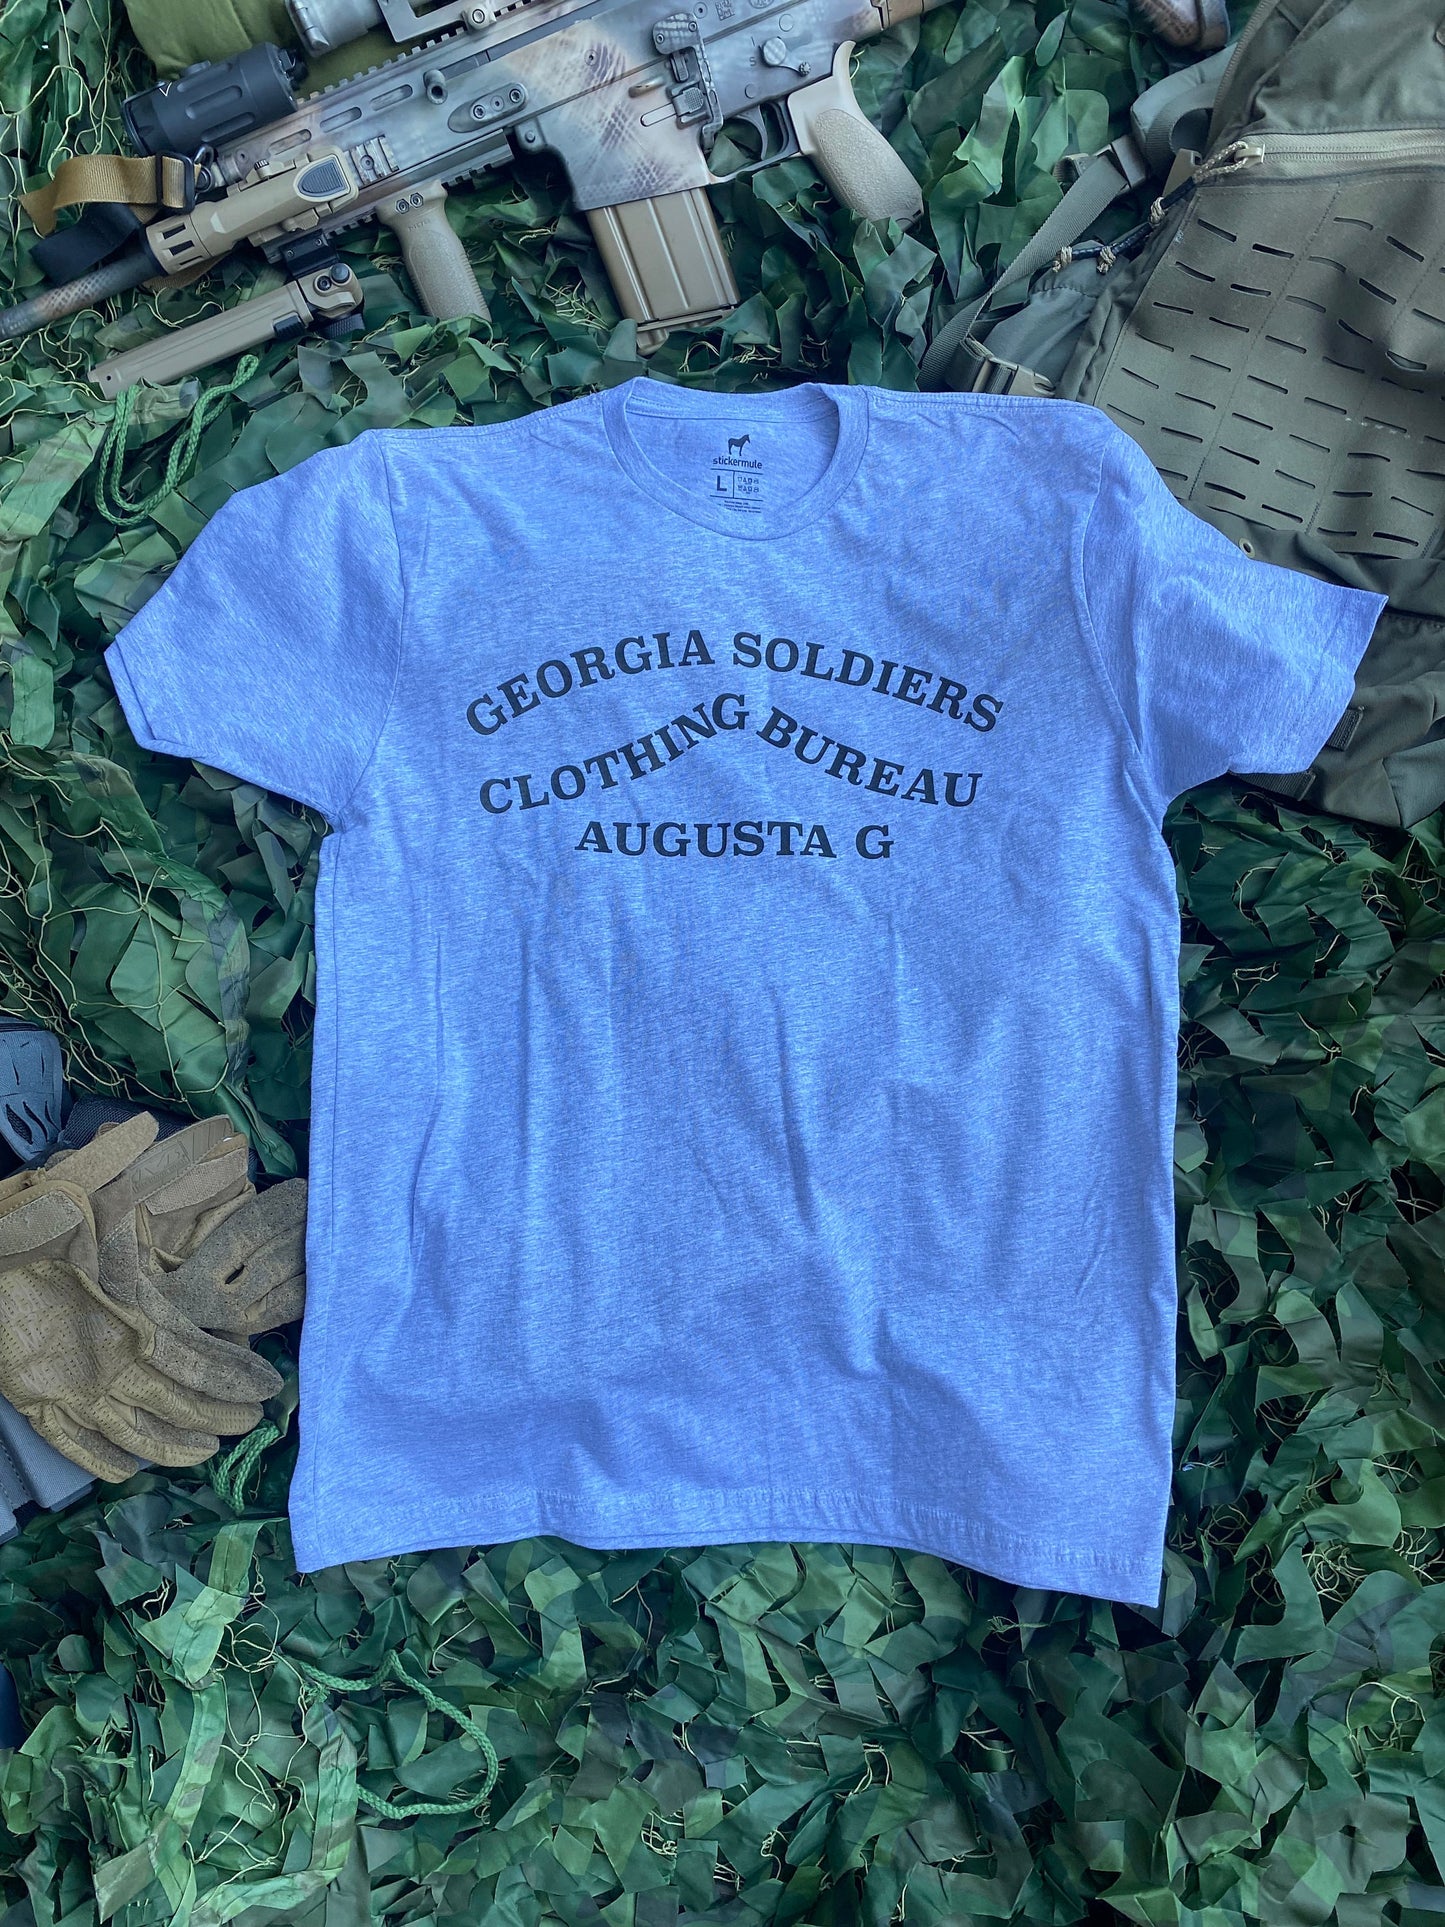 stickermule
L
GEORGIA SOLDIERS
CLOTHING BUREAU
AUGUSTA G